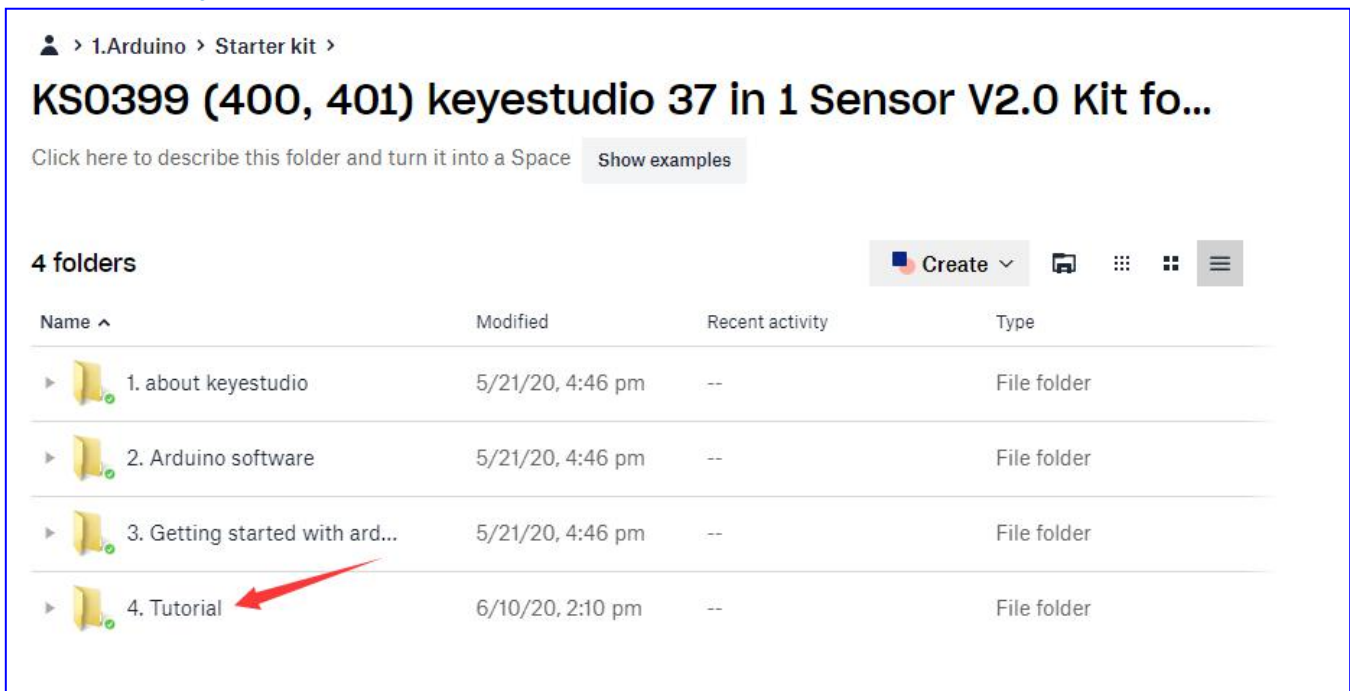 > 1.Arduino > Starter kit >
KS0399 (400, 401) keyestudio 37 in 1 Sensor V2.0 Kit fo...
Click here to describe this folder and turn it into a Space Show examples
4 folders Create
Name Modified Recent activity Type
1. about keyestudio 5/21/20, 4:46 pm -- File folder
2. Arduino software 5/21/20, 4:46 pm -- File folder
3. Getting started with ard... 5/21/20, 4:46 pm -- File folder
4. Tutorial 6/10/20, 2:10 pm -- File folder